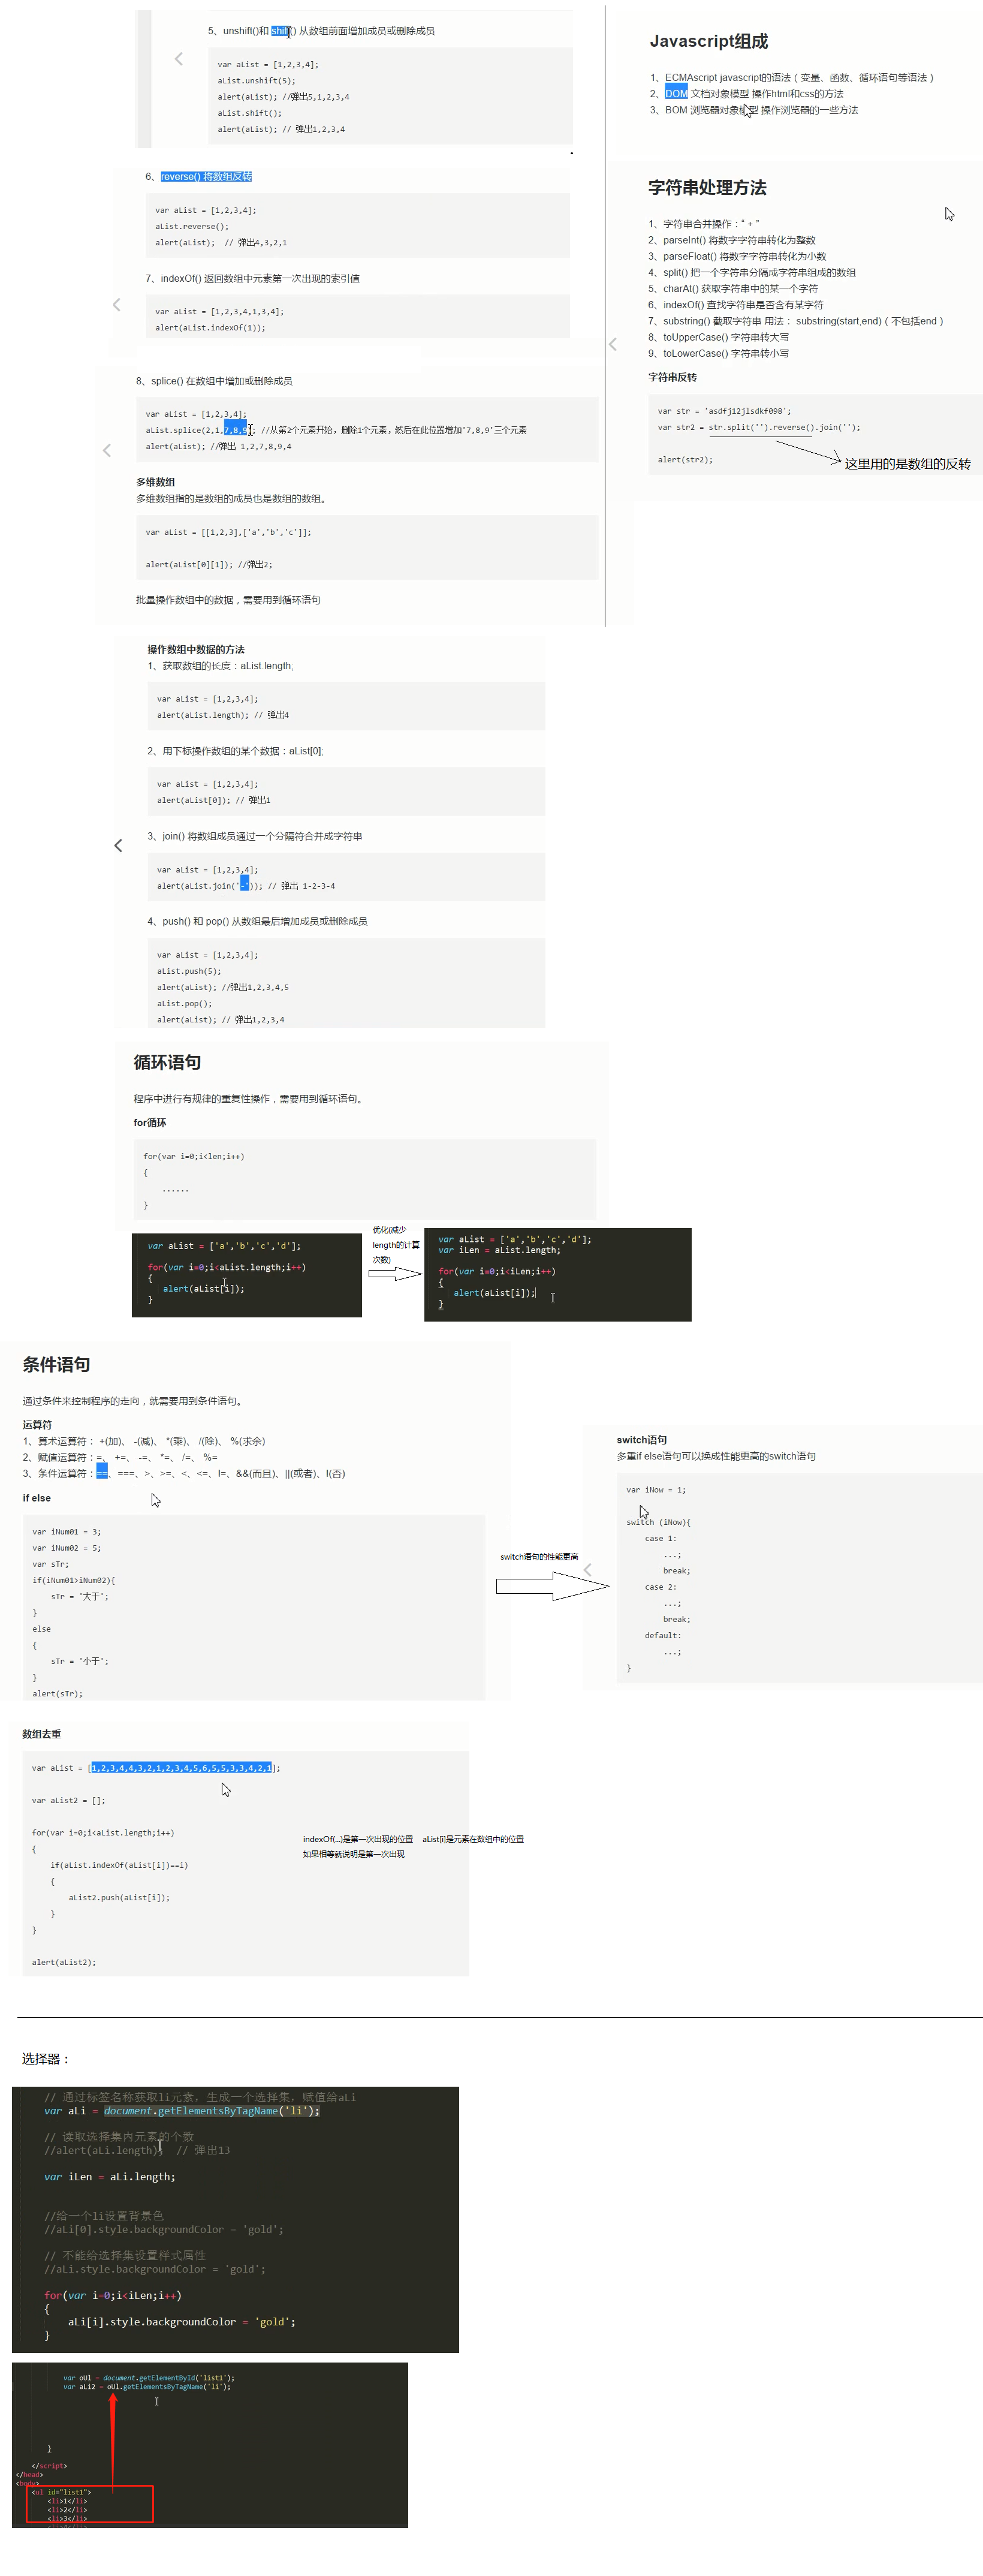 5、unshift()和 shift() 从数组前面增加成员或删除成员
var aList = [1,2,3,4];
aList.unshift(5);
alert(aList); //弹出5,1,2,3,4
aList.shift();
alert(aList); // 弹出1,2,3,4
6、reverse() 将数组反转
var aList = [1,2,3,4];
aList.reverse();
alert(aList);  // 弹出4,3,2,1
7、indexOf() 返回数组中元素第一次出现的索引值
var aList = [1,2,3,4,1,3,4];
alert(aList.indexOf(1));
8、splice() 在数组中增加或删除成员
var aList = [1,2,3,4];
aList.splice(2,1,7,8,9); //从第2个元素开始，删除1个元素，然后在此位置增加'7,8,9'三个元素
alert(aList); //弹出 1,2,7,8,9,4
多维数组
多维数组指的是数组的成员也是数组的数组。
var aList = [[1,2,3],['a','b','c']];
alert(aList[0][1]); //弹出2;
批量操作数组中的数据，需要用到循环语句
Javascript组成
1、ECMAscript javascript的语法（变量、函数、循环语句等语法）
2、DOM 文档对象模型 操作html和css的方法
3、BOM 浏览器对象模型 操作浏览器的一些方法
字符串处理方法
1、字符串合并操作：“ + ”
2、parseInt() 将数字字符串转化为整数
3、parseFloat() 将数字字符串转化为小数
4、split() 把一个字符串分隔成字符串组成的数组
5、charAt() 获取字符串中的某一个字符
6、indexOf() 查找字符串是否含有某字符
7、substring() 截取字符串 用法： substring(start,end)（不包括end）
8、toUpperCase() 字符串转大写
9、toLowerCase() 字符串转小写
字符串反转
var str = 'asdfj12jlsdkf098';
var str2 = str.split('').reverse().join('');
alert(str2);
这里用的是数组的反转
操作数组中数据的方法
1、获取数组的长度：aList.length;
var aList = [1,2,3,4];
alert(aList.length); // 弹出4
2、用下标操作数组的某个数据：aList[0];
var aList = [1,2,3,4];
alert(aList[0]); // 弹出1
3、join() 将数组成员通过一个分隔符合并成字符串
var aList = [1,2,3,4];
alert(aList.join('-')); // 弹出 1-2-3-4
4、push() 和 pop() 从数组最后增加成员或删除成员
var aList = [1,2,3,4];
aList.push(5);
alert(aList); //弹出1,2,3,4,5
aList.pop();
alert(aList); // 弹出1,2,3,4
循环语句
程序中进行有规律的重复性操作，需要用到循环语句。
for循环
for(var i=0;i<len;i++)
{
......
}
var aList = ['a','b','c','d'];
for(var i=0;i<aList.length;i++)
{
alert(aList[i]);
}
优化(减少
length的计算
次数)
var aList = ['a','b','c','d'];
var iLen = aList.length;
for(var i=0;i<iLen;i++)
{
alert(aList[i]);
}
条件语句
通过条件来控制程序的走向，就需要用到条件语句。
运算符
1、算术运算符： +(加)、 -(减)、 *(乘)、 /(除)、 %(求余)
2、赋值运算符：=、 +=、 -=、 *=、 /=、 %=
3、条件运算符：==、===、>、>=、<、<=、!=、&&(而且)、||(或者)、!(否)
if else
var iNum01 = 3;
var iNum02 = 5;
var sTr;
if(iNum01>iNum02){
sTr = '大于';
}
else
{
sTr = '小于';
}
alert(sTr);
switch语句的性能更高
switch语句
多重if else语句可以换成性能更高的switch语句
var iNow = 1;
switch (iNow){
case 1:
...;
break;
case 2:
...;
break;
default:
...;
}
数组去重
var aList = [1,2,3,4,4,3,2,1,2,3,4,5,6,5,5,3,3,4,2,1];
var aList2 = [];
for(var i=0;i<aList.length;i++)
{
if(aList.indexOf(aList[i])==i)
{
aList2.push(aList[i]);
}
}
alert(aList2);
indexOf(...)是第一次出现的位置 aList[i]是元素在数组中的位置
如果相等就说明是第一次出现
选择器：
// 通过标签名称获取li元素，生成一个选择集，赋值给aLi
var aLi = document.getElementsByTagName('li');
// 读取选择集内元素的个数
//alert(aLi.length);  // 弹出13
var iLen = aLi.length;
//给一个li设置背景色
//aLi[0].style.backgroundColor = 'gold';
// 不能给选择集设置样式属性
//aLi.style.backgroundColor = 'gold';
for(var i=0;i<iLen;i++)
{
aLi[i].style.backgroundColor = 'gold';
}
var oUl = document.getElementById('list1');
var aLi2 = oUl.getElementsByTagName('li');
}
</script>
</head>
<body>
<ul id="list1">
<li>1</li>
<li>2</li>
<li>3</li>